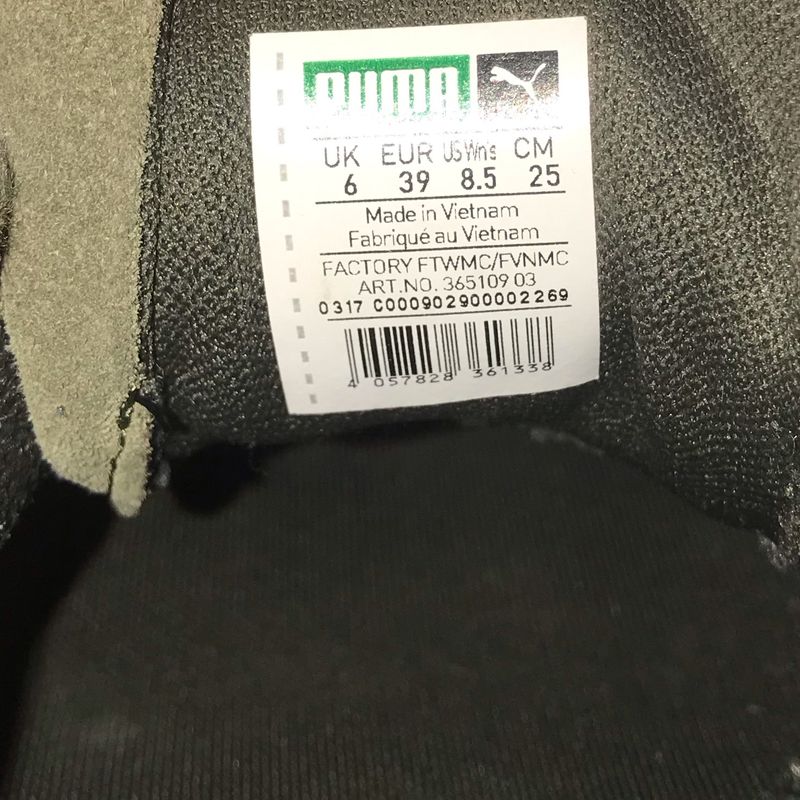 PUMA
UK EUR US Wn's CM
6 39 8.5 25
Made in Vietnam
Fabriqué au Vietnam
FACTORY FTWMC/FVNMC
ART.NO. 365109 03
0317 C000902900002269
4 057828 361338